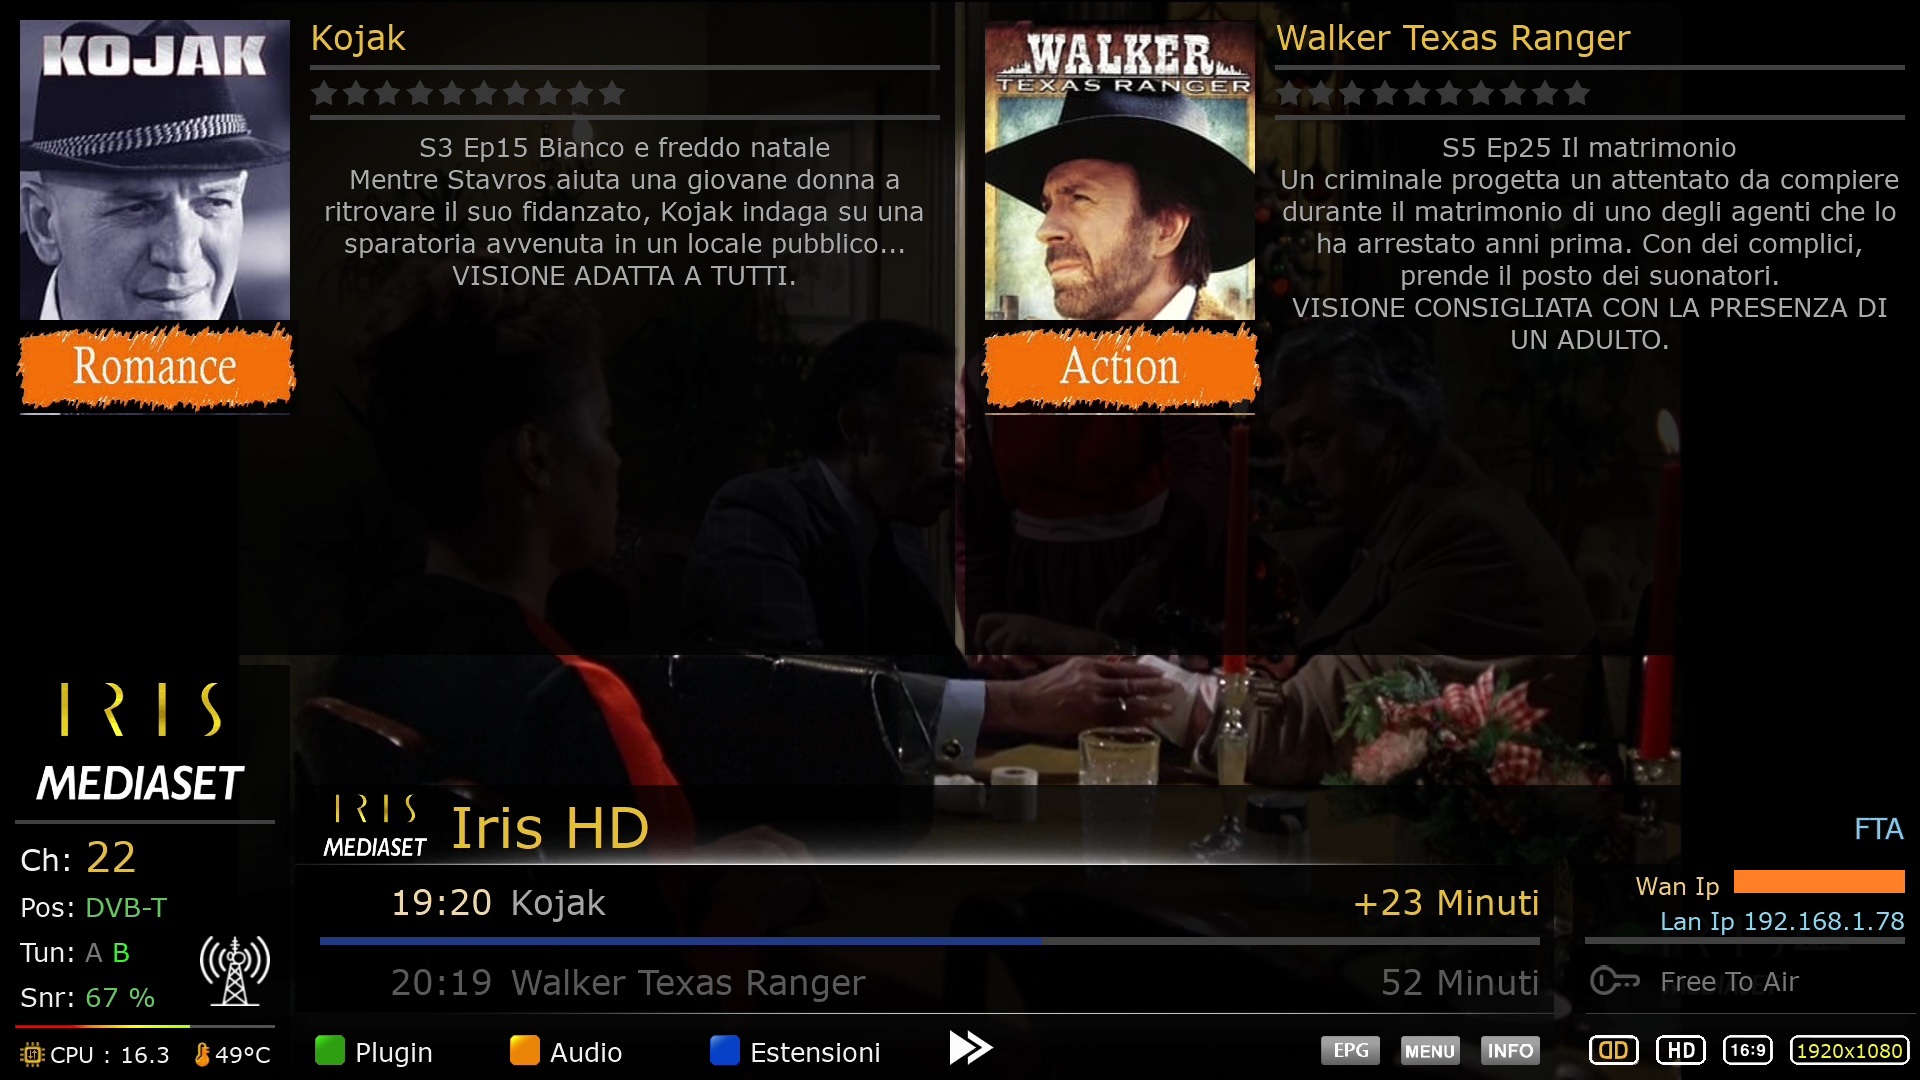 KOJAK
Kojak
S3 Ep15 Bianco e freddo natale
Mentre Stavros aiuta una giovane donna a
ritrovare il suo fidanzato, Kojak indaga su una
sparatoria avvenuta in un locale pubblico...
VISIONE ADATTA A TUTTI.
Romance
WALKER
TEXAS RANGER
Walker Texas Ranger
S5 Ep25 Il matrimonio
Un criminale progetta un attentato da compiere
durante il matrimonio di uno degli agenti che lo
ha arrestato anni prima. Con dei complici,
prende il posto dei suonatori.
VISIONE CONSIGLIATA CON LA PRESENZA DI
UN ADULTO.
Action
IRIS
MEDIASET
Ch: 22
Pos: DVB-T
Tun: A B
Snr: 67 %
CPU : 16.3 49°C
IRIS
MEDIASET
Iris HD
19:20 Kojak +23 Minuti
20:19 Walker Texas Ranger 52 Minuti
FTA
Wan Ip
Lan Ip 192.168.1.78
Free To Air
Plugin Audio Estensioni
EPG MENU INFO
HD 16:9 1920x1080